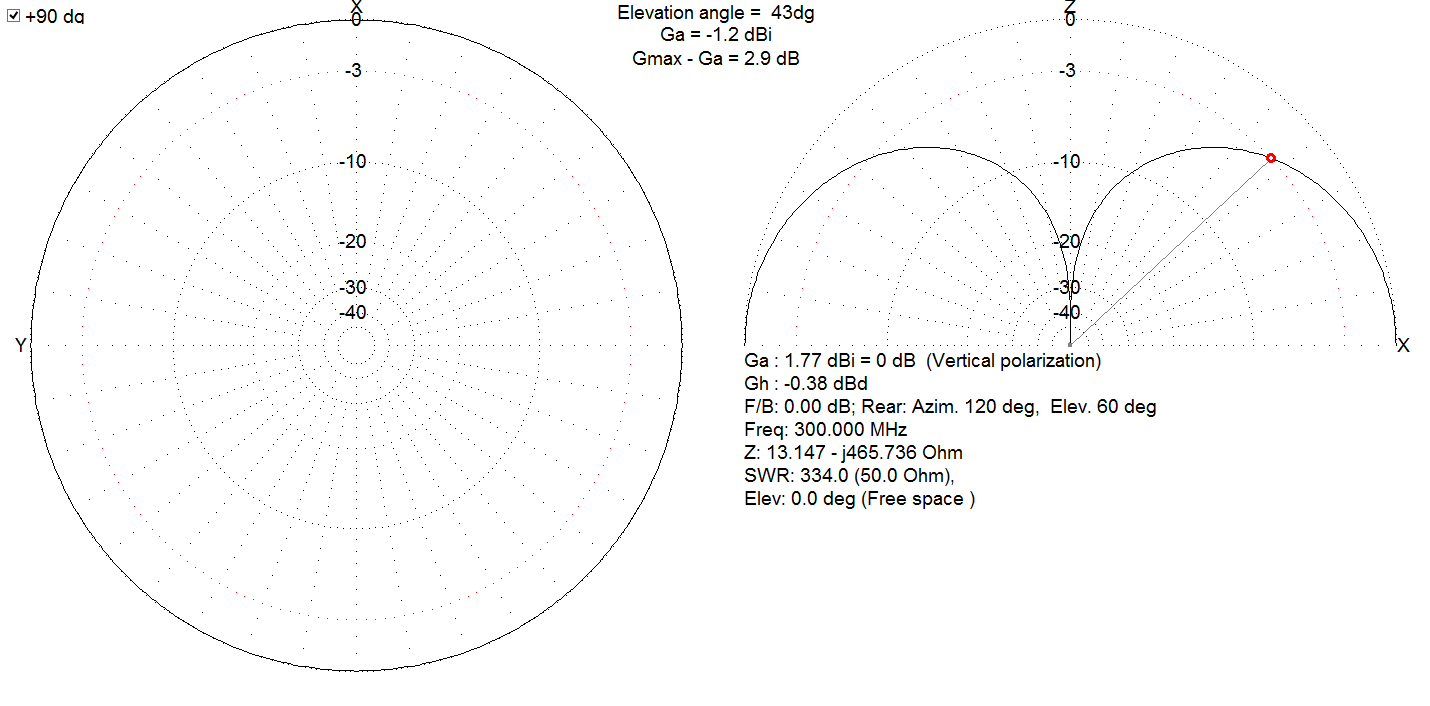 +90 dg
X
0
-3
-10
-20
-30
-40
Y
Elevation angle = 43dg
Ga = -1.2 dBi
Gmax - Ga = 2.9 dB
Z
0
-3
-10
-20
-30
-40
X
Ga : 1.77 dBi = 0 dB (Vertical polarization)
Gh : -0.38 dBd
F/B: 0.00 dB; Rear: Azim. 120 deg, Elev. 60 deg
Freq: 300.000 MHz
Z: 13.147 - j465.736 Ohm
SWR: 334.0 (50.0 Ohm),
Elev: 0.0 deg (Free space )